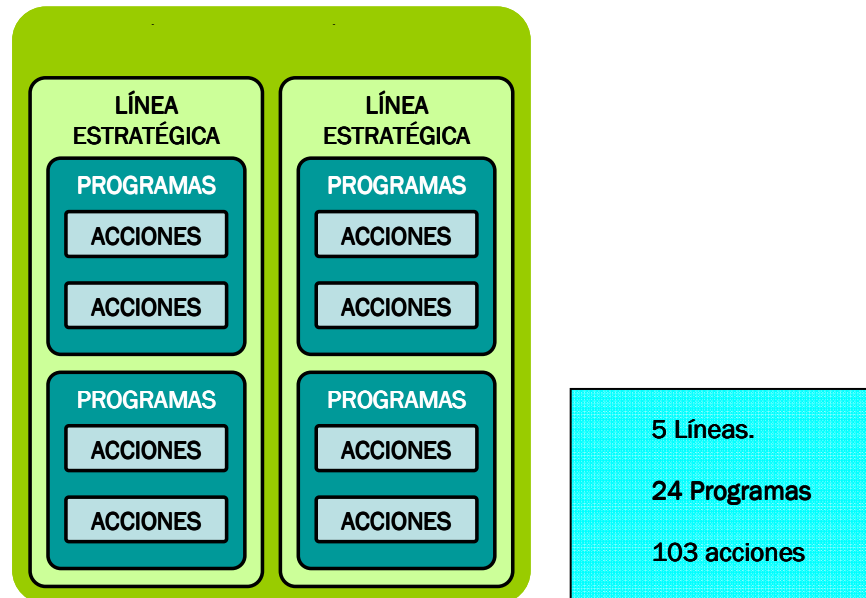 LÍNEA
ESTRATÉGICA
PROGRAMAS
ACCIONES
ACCIONES
PROGRAMAS
ACCIONES
ACCIONES
LÍNEA
ESTRATÉGICA
PROGRAMAS
ACCIONES
ACCIONES
PROGRAMAS
ACCIONES
ACCIONES
5 Líneas.
24 Programas
103 acciones